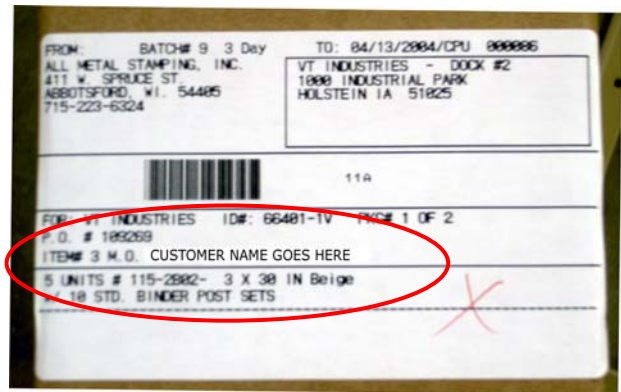 FROM: BATCH# 9 3 Day
ALL METAL STAMPING, INC.
411 W. SPRUCE ST.
ABBOTSFORD, WI. 54405
715-223-6324
TO: 04/13/2004/CPU 000086
VT INDUSTRIES - DOCK #2
1000 INDUSTRIAL PARK
HOLSTEIN IA 51025
11A
FOR: VT INDUSTRIES ID#: 66401-1V PKG# 1 OF 2
P.O. # 109269
ITEM# 3 M.O. CUSTOMER NAME GOES HERE
5 UNITS # 115-2B02- 3 X 30 IN Beige
W/ 10 STD. BINDER POST SETS
X